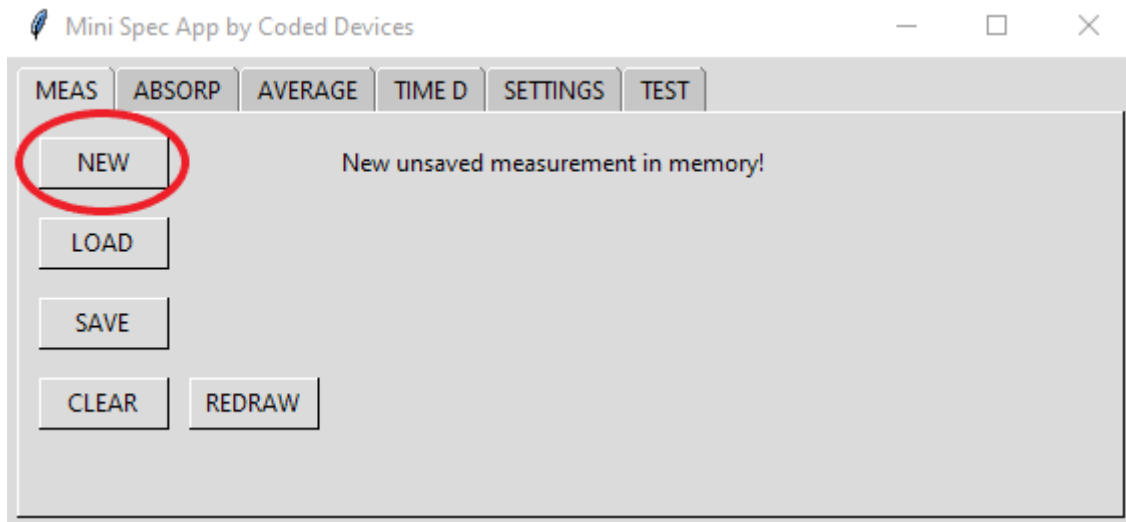 Mini Spec App by Coded Devices
MEAS ABSORP AVERAGE TIME D SETTINGS TEST
NEW New unsaved measurement in memory!
LOAD
SAVE
CLEAR REDRAW